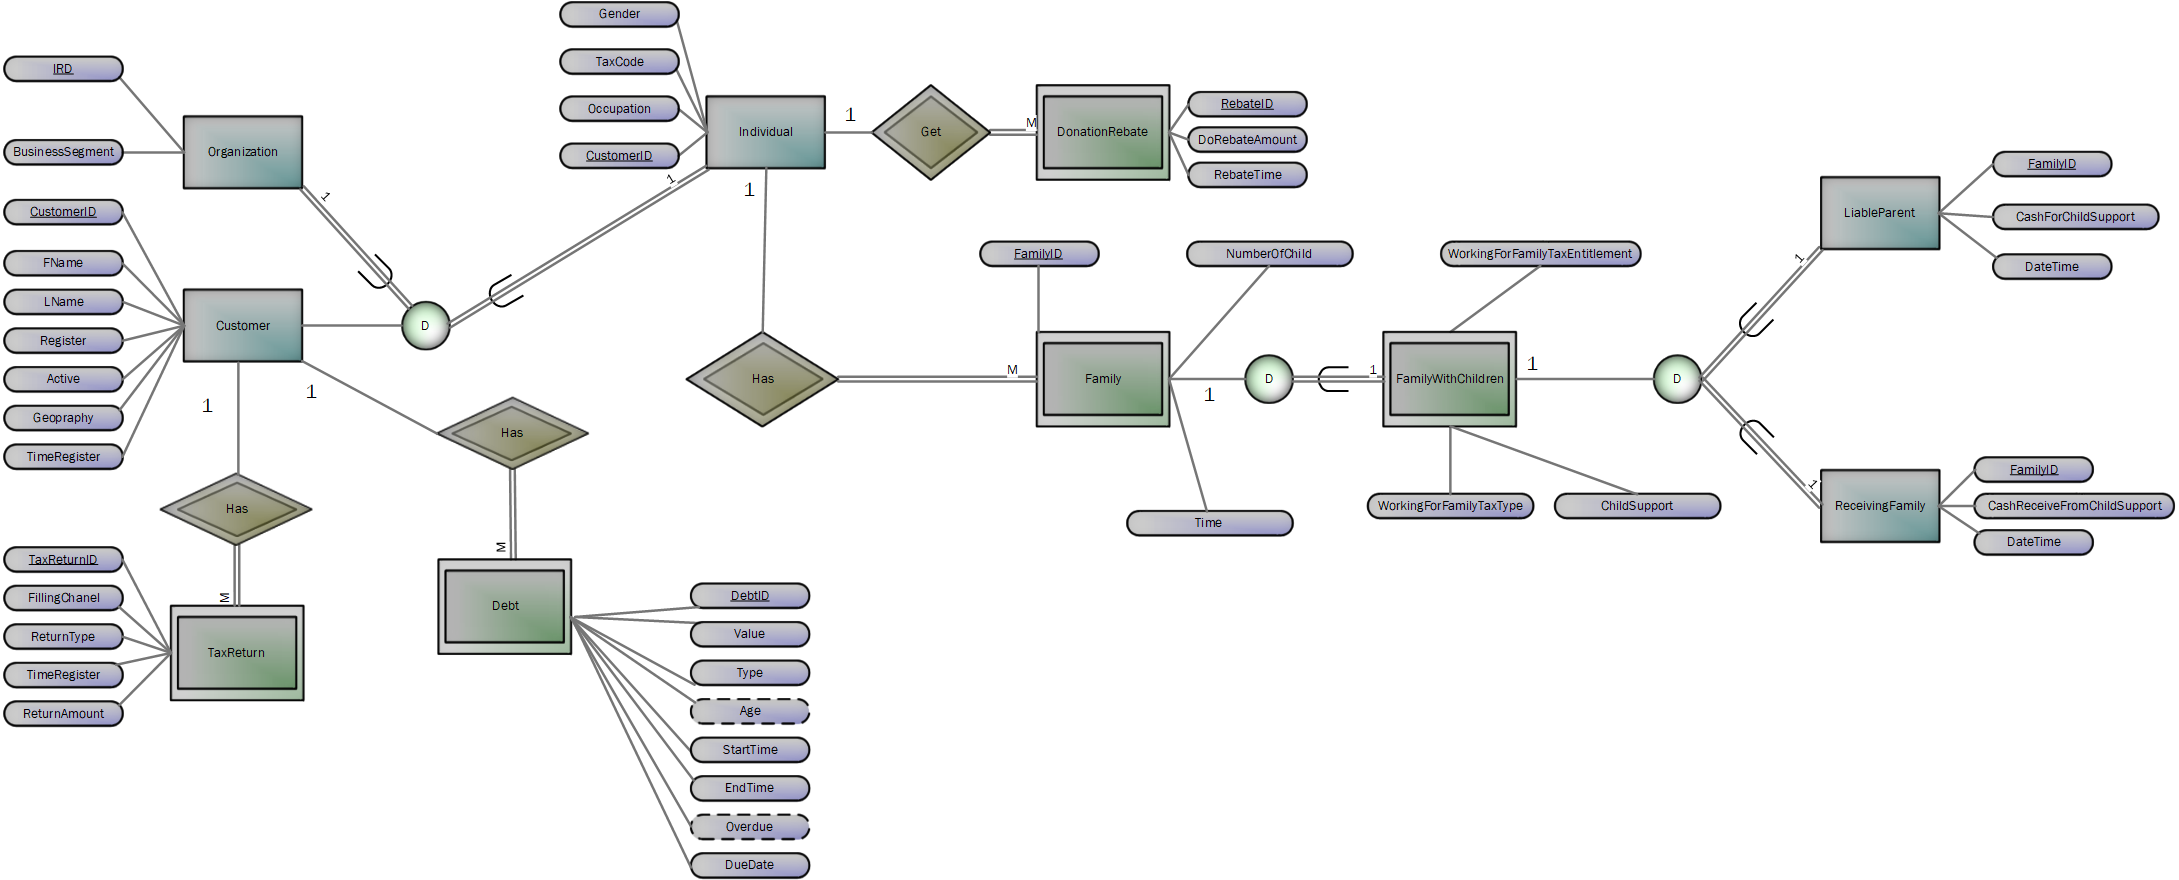 Gender
IRD
TaxCode
Occupation
Individual
1
Get
M
DonationRebate
RebateID
DoRebateAmount
RebateTime
BusinessSegment
Organization
CustomerID
1
1
1
FamilyID
LiableParent
CashForChildSupport
DateTime
1
CustomerID
FName
LName
Register
Active
Geopraphy
TimeRegister
Customer
D
FamilyID
NumberOfChild
WorkingForFamilyTaxEntitlement
Has
M
Family
1
D
1
FamilyWithChildren
1
D
1
1
1
Has
Has
WorkingForFamilyTaxType
ChildSupport
Time
1
ReceivingFamily
FamilyID
CashReceiveFromChildSupport
DateTime
M
M
TaxReturnID
FillingChanel
ReturnType
TimeRegister
ReturnAmount
TaxReturn
Debt
DebtID
Value
Type
Age
StartTime
EndTime
Overdue
DueDate